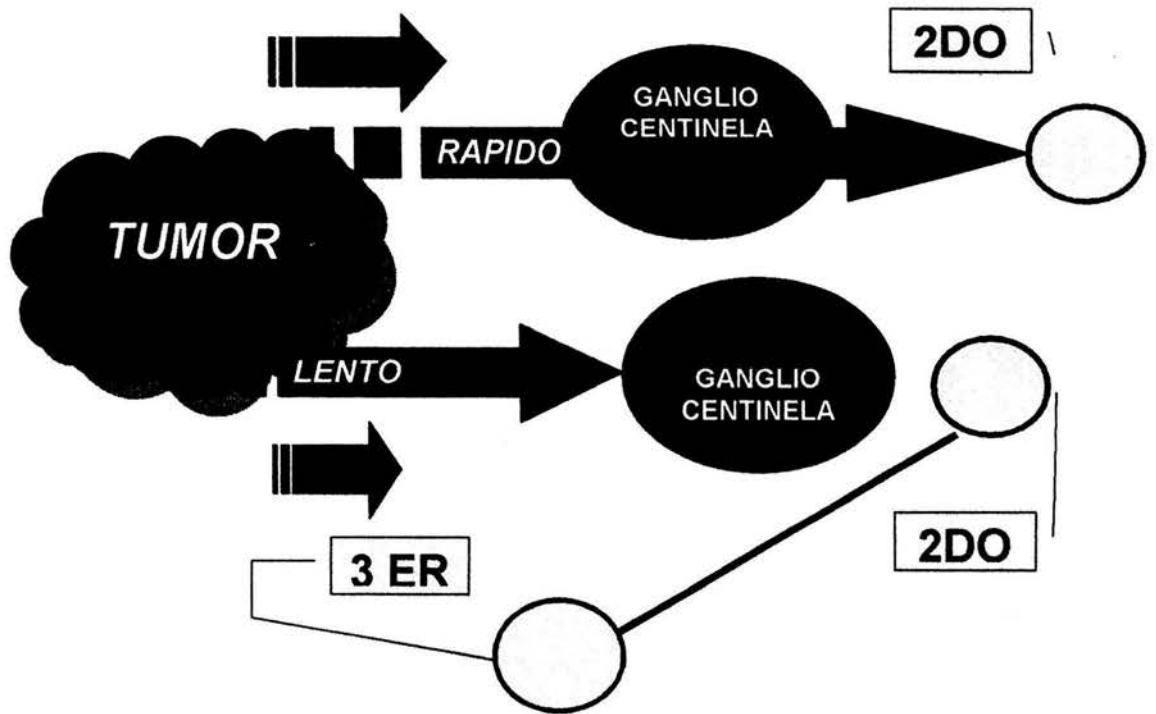 2DO
GANGLIO
CENTINELA
RAPIDO
TUMOR
LENTO
GANGLIO
CENTINELA
2DO
3 ER